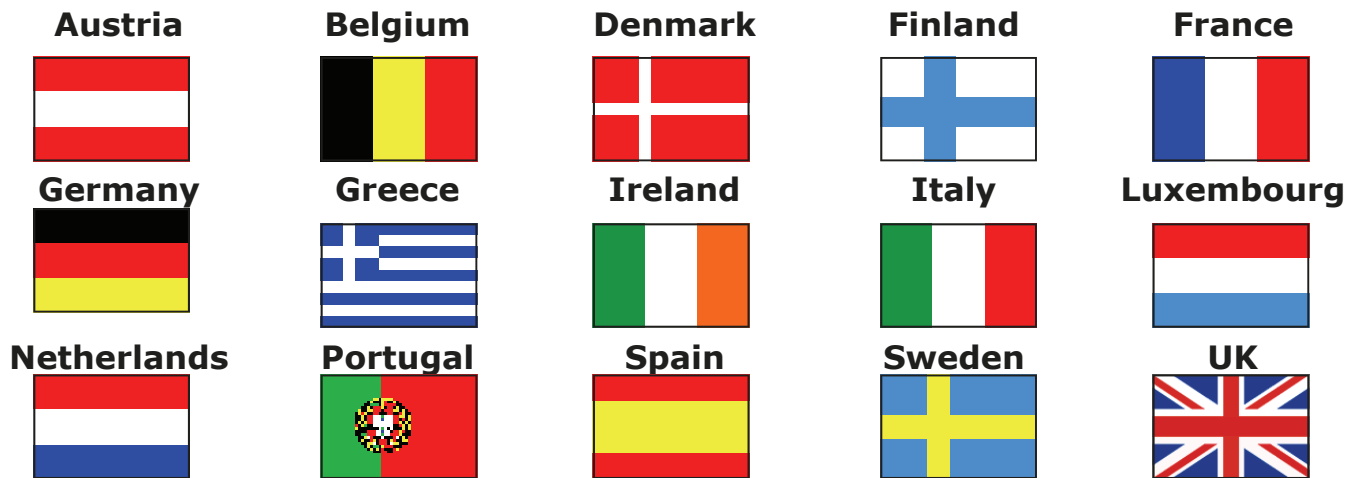 Austria Belgium Denmark Finland France
Germany Greece Ireland Italy Luxembourg
Netherlands Portugal Spain Sweden UK